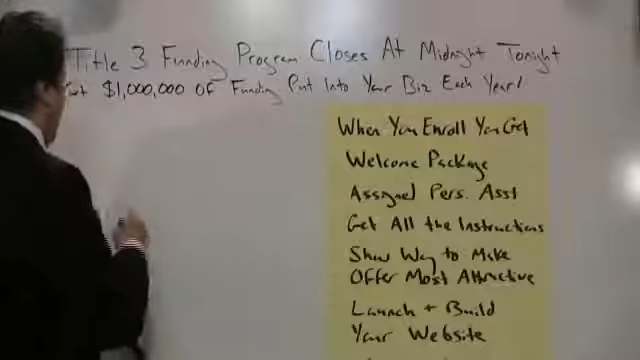 Title 3 Funding Program Closes At Midnight Tonight
$1,000,000 Of Funding Put Into Your Biz Each Year!
When You Enroll You Get
Welcome Package
Assigned Pers. Asst
Get All the Instructions
Show Way to Make
Offer Most Attractive
Launch + Build
Your Website